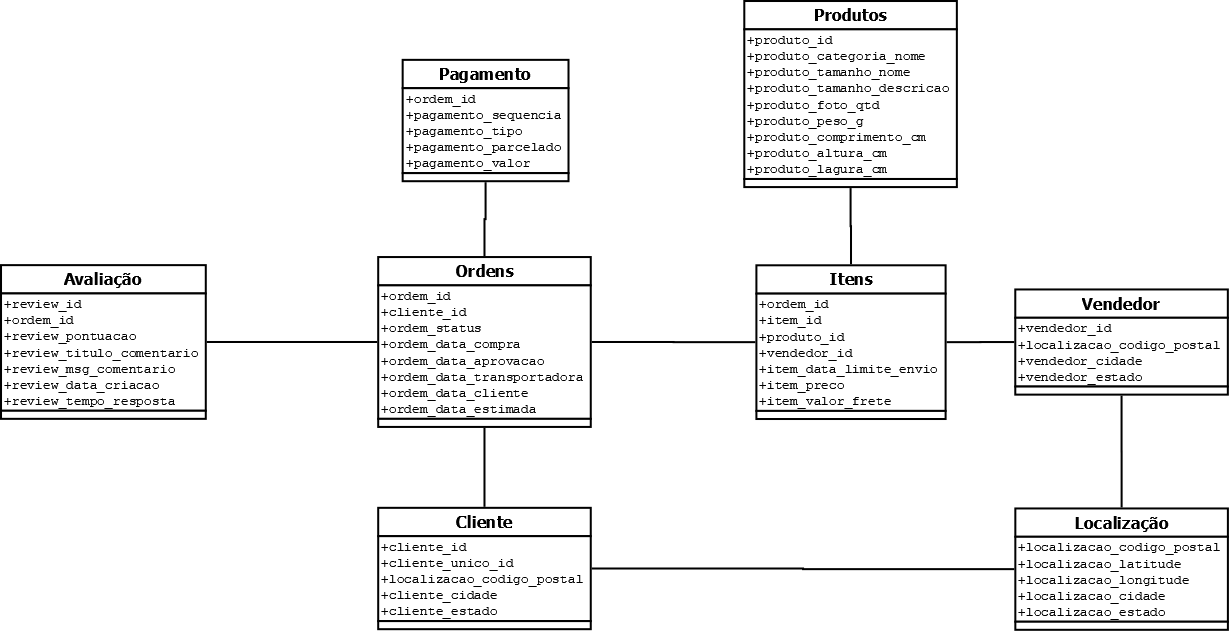 Produtos
+produto_id
+produto_categoria_nome
+produto_tamanho_nome
+produto_tamanho_descricao
+produto_foto_qtd
+produto_peso_g
+produto_comprimento_cm
+produto_altura_cm
+produto_lagura_cm
Pagamento
+ordem_id
+pagamento_sequencia
+pagamento_tipo
+pagamento_parcelado
+pagamento_valor
Avaliação
+review_id
+ordem_id
+review_pontuacao
+review_titulo_comentario
+review_msg_comentario
+review_data_criacao
+review_tempo_resposta
Ordens
+ordem_id
+cliente_id
+ordem_status
+ordem_data_compra
+ordem_data_aprovacao
+ordem_data_transportadora
+ordem_data_cliente
+ordem_data_estimada
Itens
+ordem_id
+item_id
+produto_id
+vendedor_id
+item_data_limite_envio
+item_preco
+item_valor_frete
Vendedor
+vendedor_id
+localizacao_codigo_postal
+vendedor_cidade
+vendedor_estado
Cliente
+cliente_id
+cliente_unico_id
+localizacao_codigo_postal
+cliente_cidade
+cliente_estado
Localização
+localizacao_codigo_postal
+localizacao_latitude
+localizacao_longitude
+localizacao_cidade
+localizacao_estado